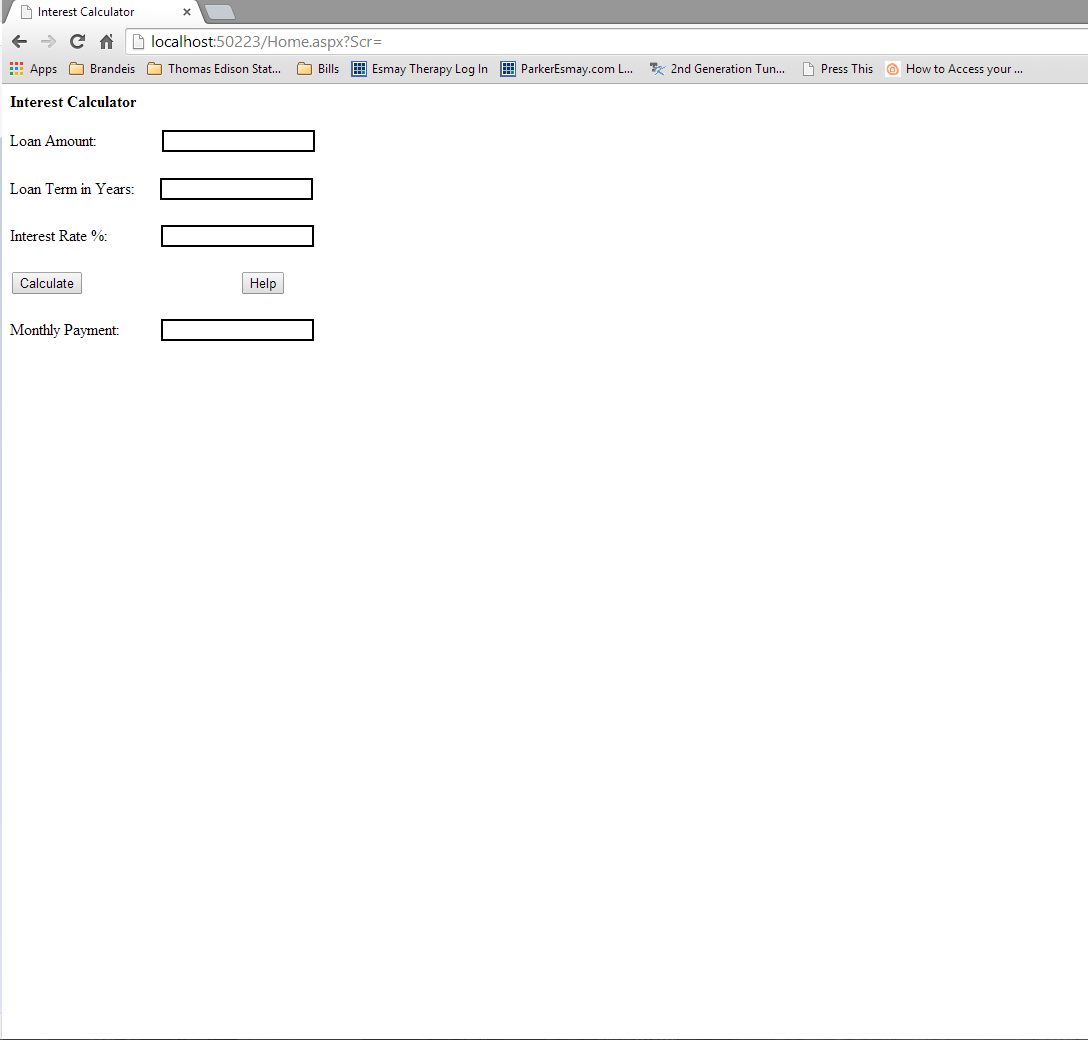 Interest Calculator
localhost:50223/Home.aspx?Scr=
Apps Brandeis Thomas Edison Stat... Bills Esmay Therapy Log In ParkerEsmay.com L... 2nd Generation Tun... Press This How to Access your ...
Interest Calculator
Loan Amount:
Loan Term in Years:
Interest Rate %:
Calculate Help
Monthly Payment: